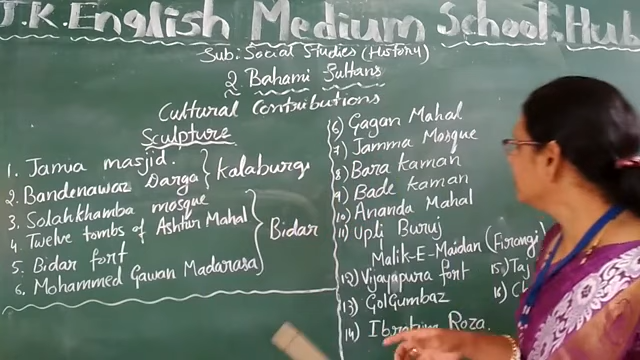 J.K. English Medium School, Hub
Sub. Social Studies (History)
2. Bahami Sultans
Cultural Contributions
Sculpture
1. Jamia masjid.
2. Bandenawaz Darga } Kalaburgi
3. Solahkhamba mosque
4 Twelve tombs of Ashtur Mahal
5. Bidar fort
6. Mohammed Gawan Madarasa } Bidar
6) Gagan Mahal
7) Jamma Mosque
8) Bara Kaman
9) Bade Kaman
10) Ananda Mahal
11) Upli Buruj
Malik-E-Maidan (Firangi)
12) Vijayapura fort 15) Taj
13) GolGumbaz 16)
14) Ibrahim Roza.